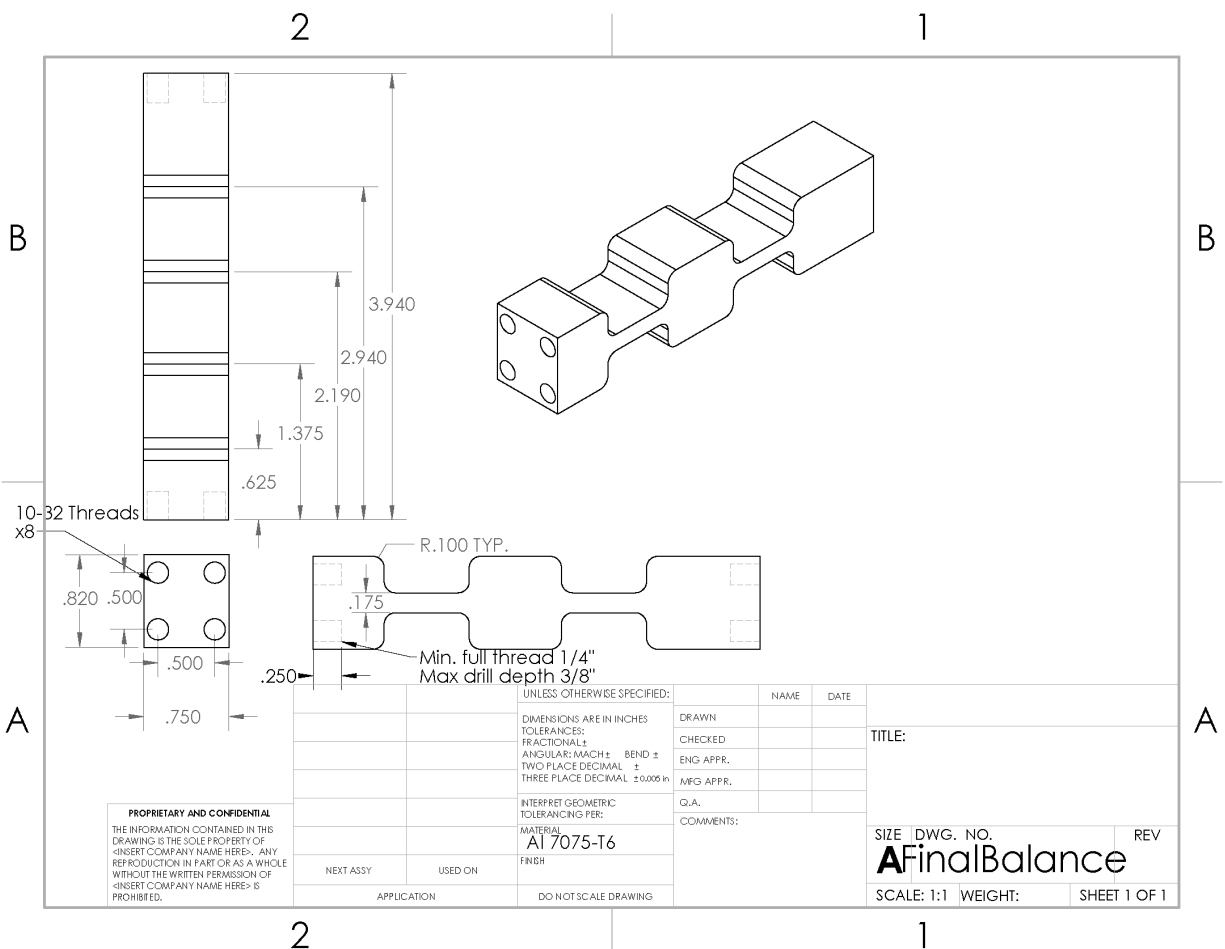 2
1
B
B
3.940
2.940
2.190
1.375
.625
10-32 Threads
x8
R.100 TYP.
.820
.500
.175
.500
Min. full thread 1/4"
.250
Max drill depth 3/8"
.750
A
A
UNLESS OTHERWISE SPECIFIED:
NAME
DATE
DIMENSIONS ARE IN INCHES
TOLERANCES:
FRACTIONAL±
ANGULAR: MACH± BEND ±
TWO PLACE DECIMAL ±
THREE PLACE DECIMAL ±0.005 in
DRAWN
CHECKED
ENG APPR.
MFG APPR.
Q.A.
COMMENTS:
TITLE:
INTERPRET GEOMETRIC
TOLERANCING PER:
MATERIAL
Al 7075-T6
FINISH
DO NOT SCALE DRAWING
PROPRIETARY AND CONFIDENTIAL
THE INFORMATION CONTAINED IN THIS
DRAWING IS THE SOLE PROPERTY OF
<INSERT COMPANY NAME HERE>. ANY
REPRODUCTION IN PART OR AS A WHOLE
WITHOUT THE WRITTEN PERMISSION OF
<INSERT COMPANY NAME HERE> IS
PROHIBITED.
NEXT ASSY
USED ON
APPLICATION
SIZE
DWG. NO.
REV
A
FinalBalance
SCALE: 1:1
WEIGHT:
SHEET 1 OF 1
2
1